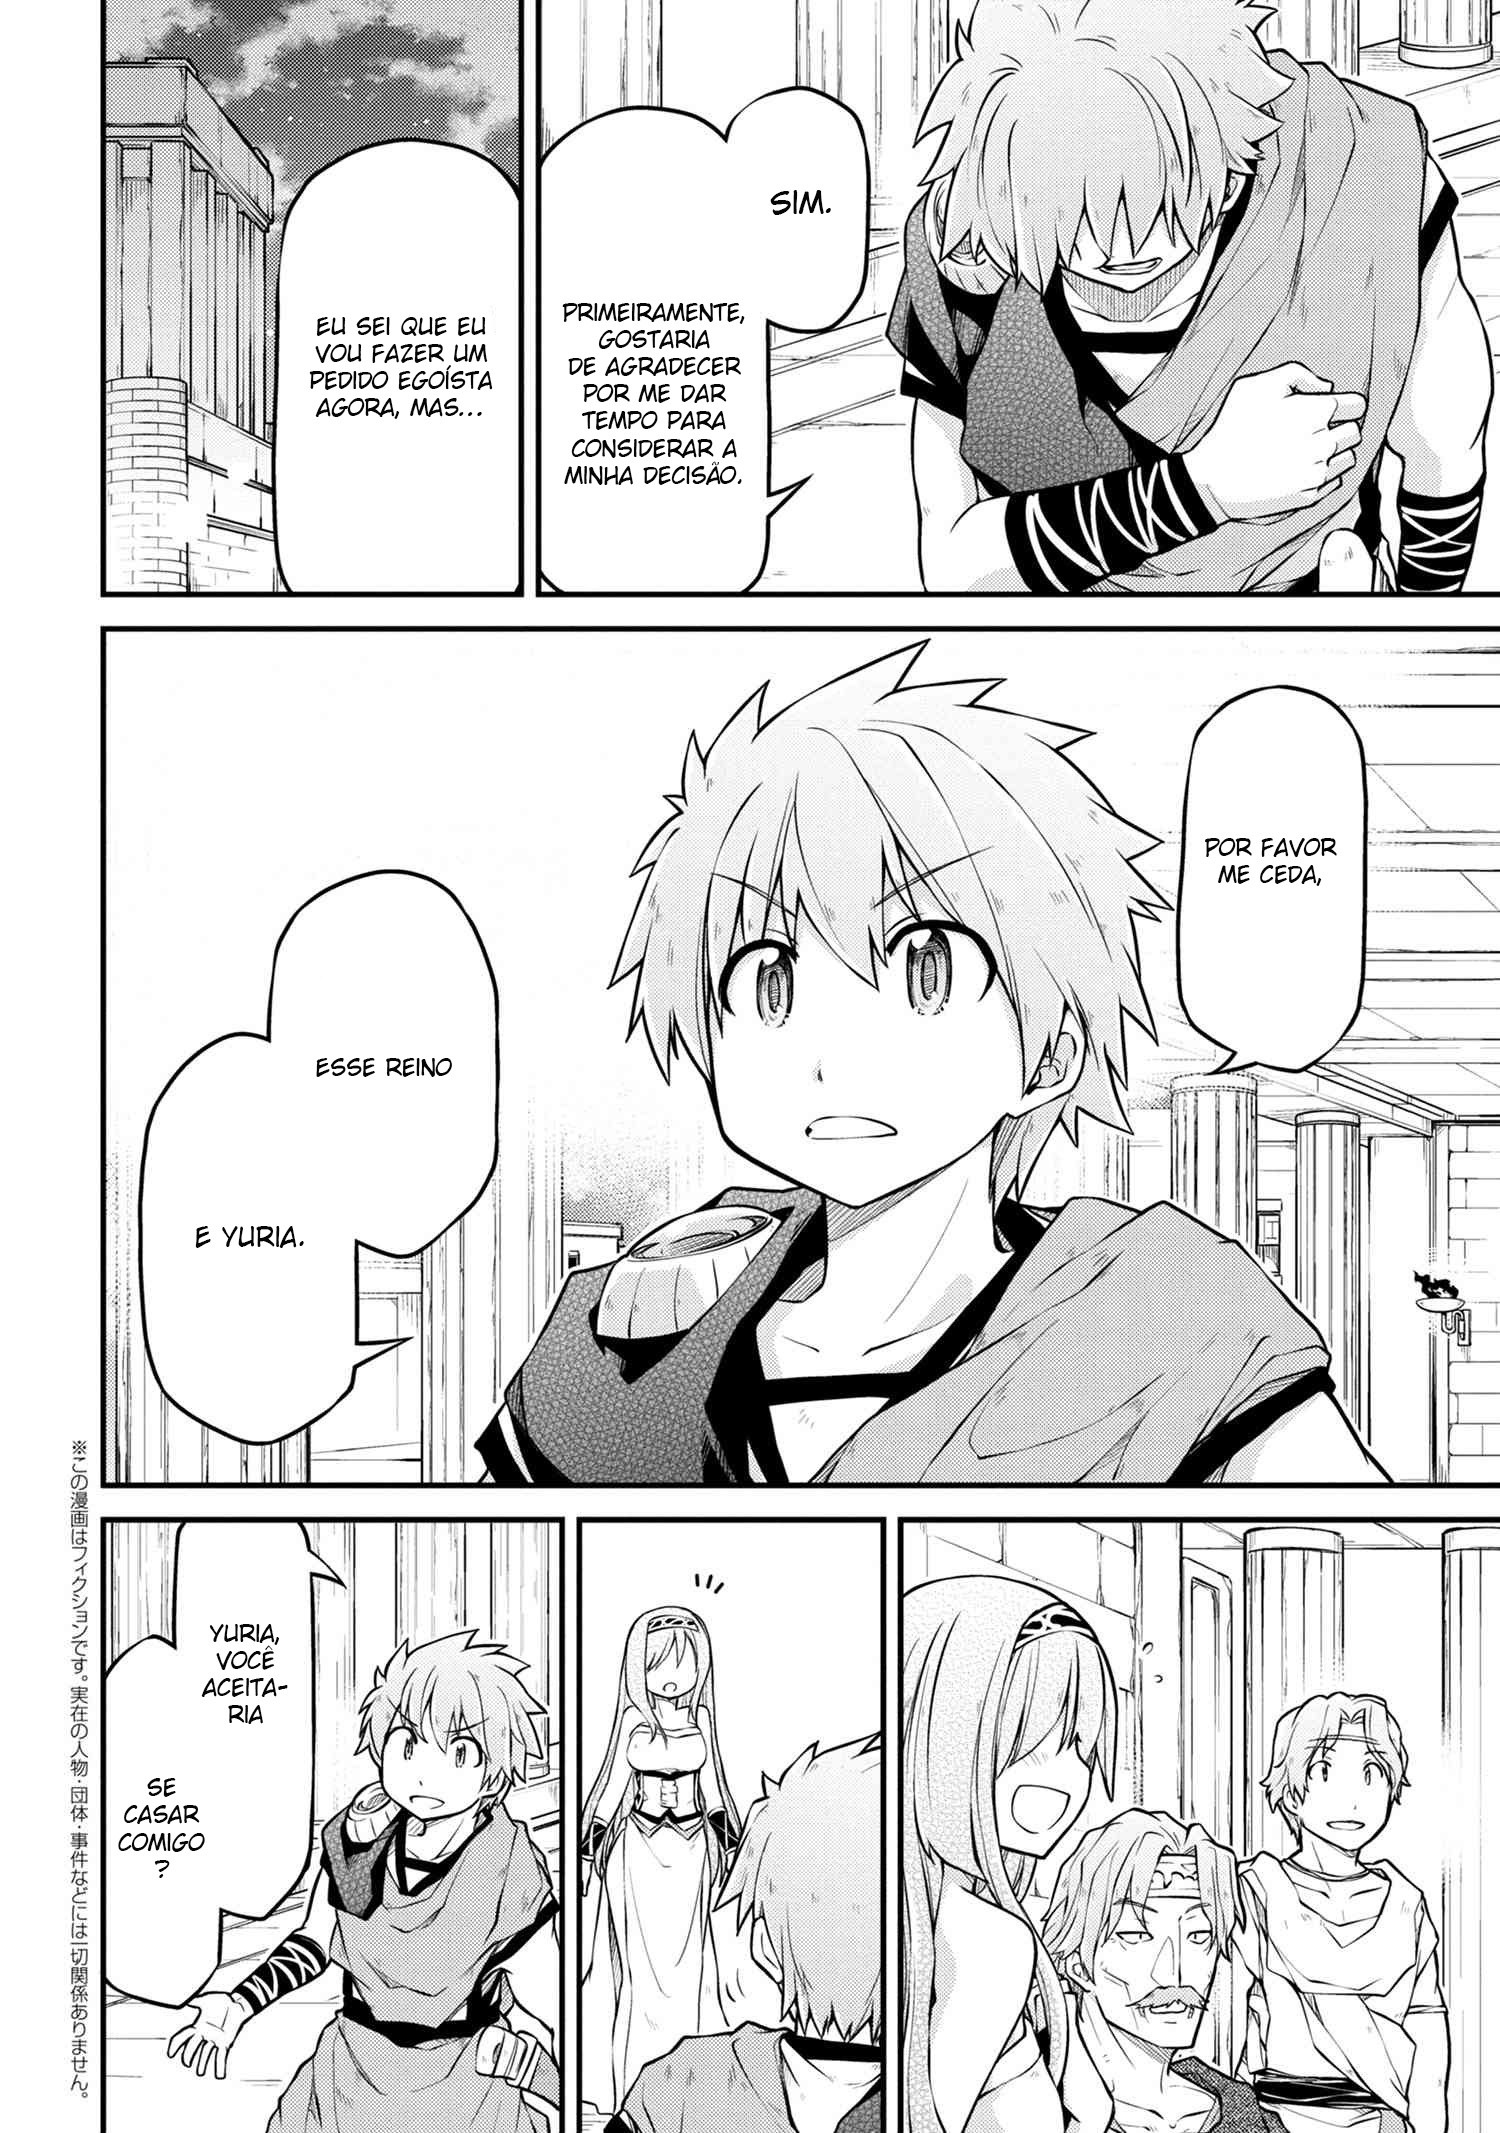 SIM.
PRIMEIRAMENTE,
GOSTARIA
DE AGRADECER
POR ME DAR
TEMPO PARA
CONSIDERAR A
MINHA DECISÃO.
EU SEI QUE EU
VOU FAZER UM
PEDIDO EGOÍSTA
AGORA, MAS...
POR FAVOR
ME CEDA,
ESSE REINO
E YURIA.
YURIA,
VOCÊ
ACEITA-
RIA
SE
CASAR
COMIGO
?
※この漫画はフィクションです。実在の人物・団体・事件などには一切関係ありません。